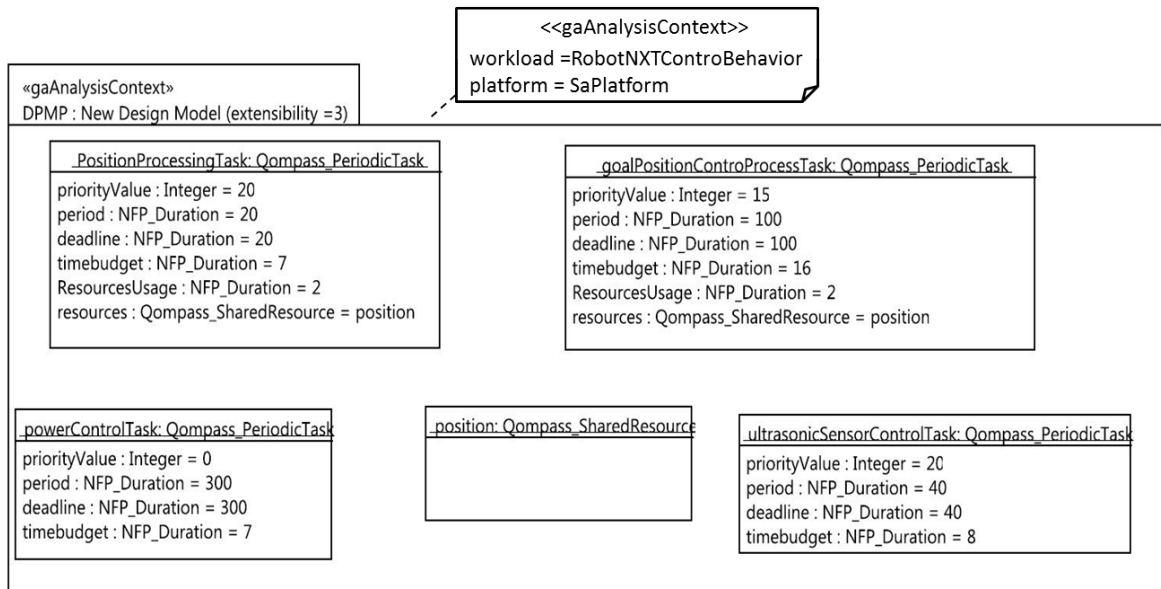 <<gaAnalysisContext>>
workload =RobotNXTControBehavior
platform = SaPlatform
«gaAnalysisContext»
DPMP : New Design Model (extensibility =3)
PositionProcessingTask: Qompass_PeriodicTask
priorityValue : Integer = 20
period : NFP_Duration = 20
deadline : NFP_Duration = 20
timebudget : NFP_Duration = 7
ResourcesUsage : NFP_Duration = 2
resources : Qompass_SharedResource = position
goalPositionControProcessTask: Qompass_PeriodicTask
priorityValue : Integer = 15
period : NFP_Duration = 100
deadline : NFP_Duration = 100
timebudget : NFP_Duration = 16
ResourcesUsage : NFP_Duration = 2
resources : Qompass_SharedResource = position
powerControlTask: Qompass_PeriodicTask
priorityValue : Integer = 0
period : NFP_Duration = 300
deadline : NFP_Duration = 300
timebudget : NFP_Duration = 7
position: Qompass_SharedResource
ultrasonicSensorControlTask: Qompass_PeriodicTask
priorityValue : Integer = 20
period : NFP_Duration = 40
deadline : NFP_Duration = 40
timebudget : NFP_Duration = 8